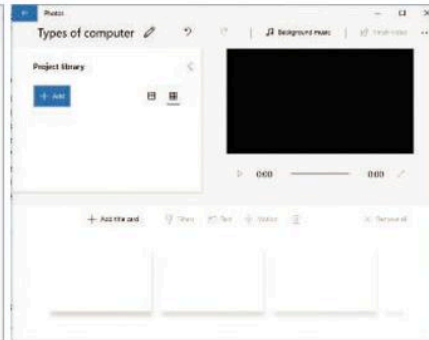 Photos
Types of computer
Background music
Project library
+ Add
0:00 0:00
+ Add title card
Remove all